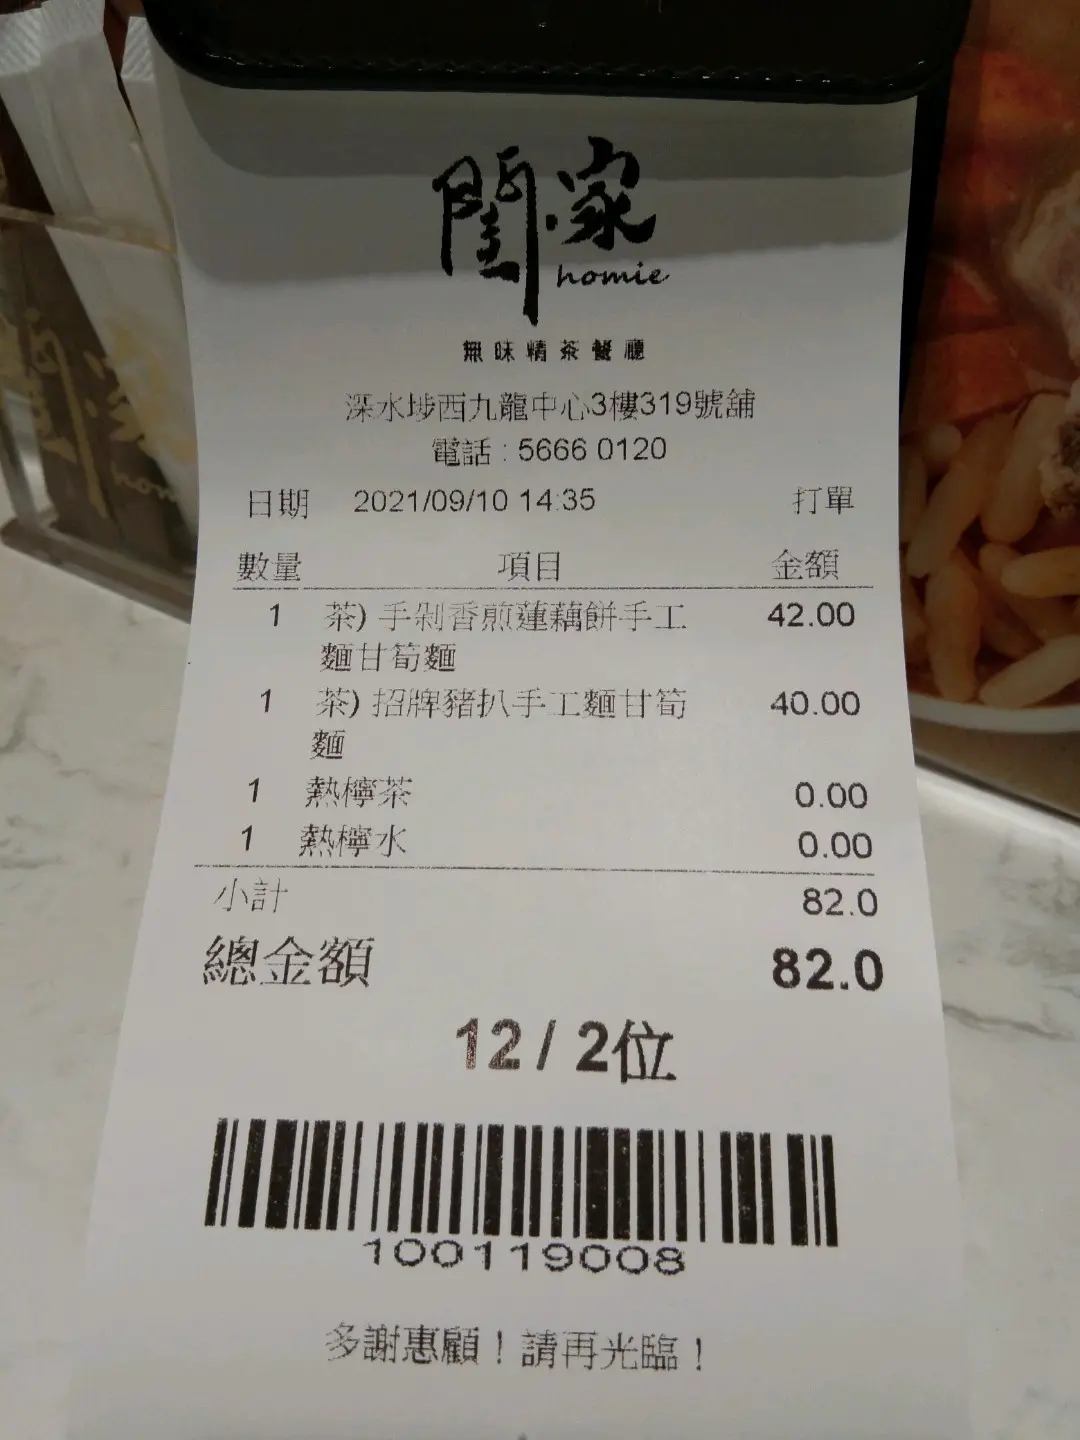 閨·家
homie
無味精茶餐廳
深水埗西九龍中心3樓319號舖
電話 : 5666 0120
日期 2021/09/10 14:35 打單
數量 項目 金額
1 茶) 手剁香煎蓮藕餅手工 42.00
麵甘筍麵
1 茶) 招牌豬扒手工麵甘筍 40.00
麵
1 熱檸茶 0.00
1 熱檸水 0.00
小計 82.0
總金額 82.0
12 / 2位
100119008
多謝惠顧！請再光臨！